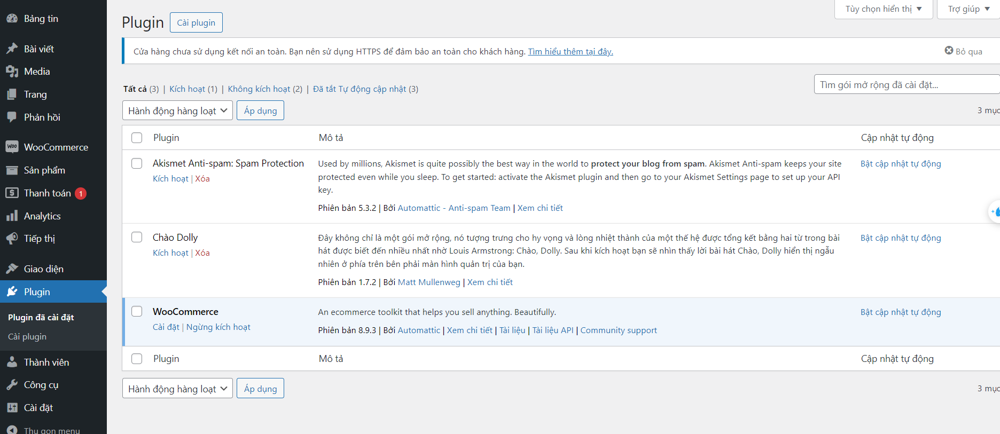 Bảng tin
Bài viết
Media
Trang
Phản hồi
WOO WooCommerce
Sản phẩm
Thanh toán 1
Analytics
Tiếp thị
Giao diện
Plugin
Plugin đã cài đặt
Cài plugin
Thành viên
Công cụ
Cài đặt
Thu gọn menu
Tùy chọn hiển thị
Trợ giúp
Plugin Cài plugin
Cửa hàng chưa sử dụng kết nối an toàn. Bạn nên sử dụng HTTPS để đảm bảo an toàn cho khách hàng. Tìm hiểu thêm tại đây.
Bỏ qua
Tất cả (3) | Kích hoạt (1) | Không kích hoạt (2) | Đã tắt Tự động cập nhật (3)
Tìm gói mở rộng đã cài đặt...
Hành động hàng loạt Áp dụng
3 mục
Plugin Mô tả Cập nhật tự động
Akismet Anti-spam: Spam Protection
Kích hoạt | Xóa
Used by millions, Akismet is quite possibly the best way in the world to protect your blog from spam. Akismet Anti-spam keeps your site
protected even while you sleep. To get started: activate the Akismet plugin and then go to your Akismet Settings page to set up your API
key.
Phiên bản 5.3.2 | Bởi Automattic - Anti-spam Team | Xem chi tiết
Bật cập nhật tự động
Chào Dolly
Kích hoạt | Xóa
Đây không chỉ là một gói mở rộng, nó tượng trưng cho hy vọng và lòng nhiệt thành của một thế hệ được tổng kết bằng hai từ trong bài
hát được biết đến nhiều nhất nhờ Louis Armstrong: Chào, Dolly. Sau khi kích hoạt bạn sẽ nhìn thấy lời bài hát Chào, Dolly hiển thị ngẫu
nhiên ở phía trên bên phải màn hình quản trị của bạn.
Phiên bản 1.7.2 | Bởi Matt Mullenweg | Xem chi tiết
Bật cập nhật tự động
WooCommerce
Cài đặt | Ngừng kích hoạt
An ecommerce toolkit that helps you sell anything. Beautifully.
Phiên bản 8.9.3 | Bởi Automattic | Xem chi tiết | Tài liệu | Tài liệu API | Community support
Bật cập nhật tự động
Plugin Mô tả Cập nhật tự động
Hành động hàng loạt Áp dụng
3 mục